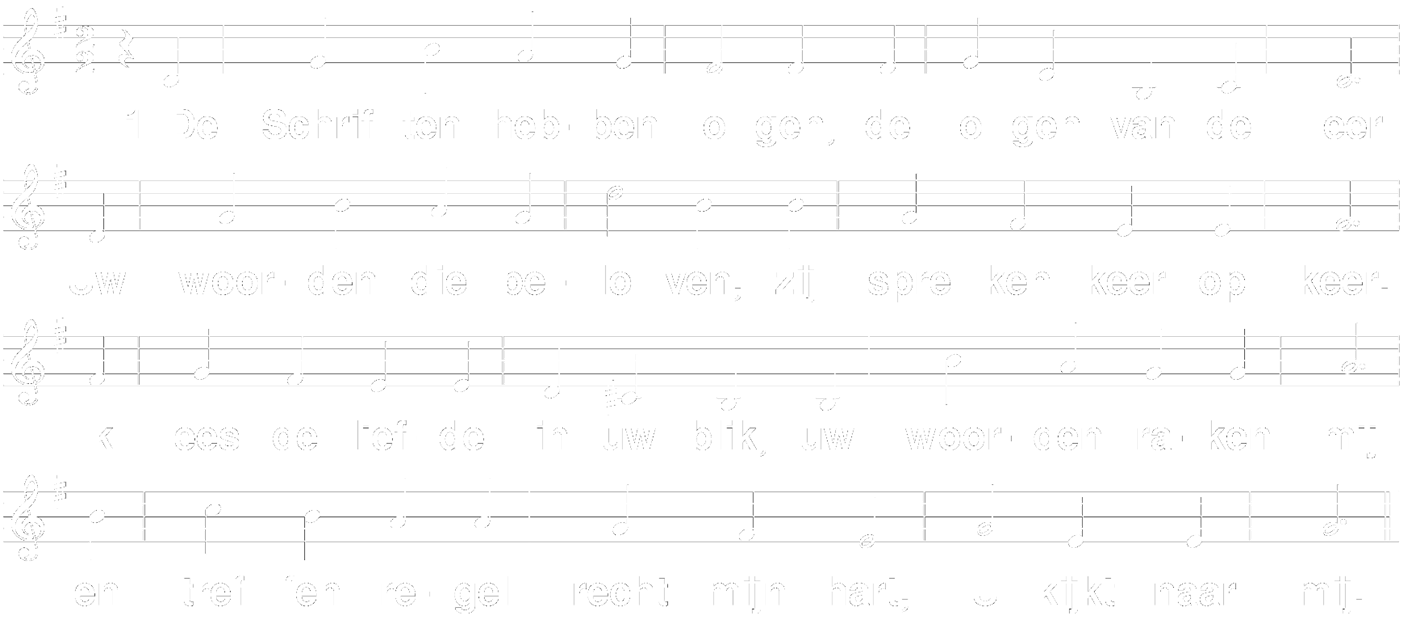 1 De Schrif - ten heb- ben o - gen, de o - gen van de Heer
Uw woor- den die be - lo - ven, zij spre - ken keer op keer.
Ik lees de lief - de in uw blik, uw woor- den ra- ken mij
en tref - fen re- gel - recht mijn hart, U kijkt naar mij.